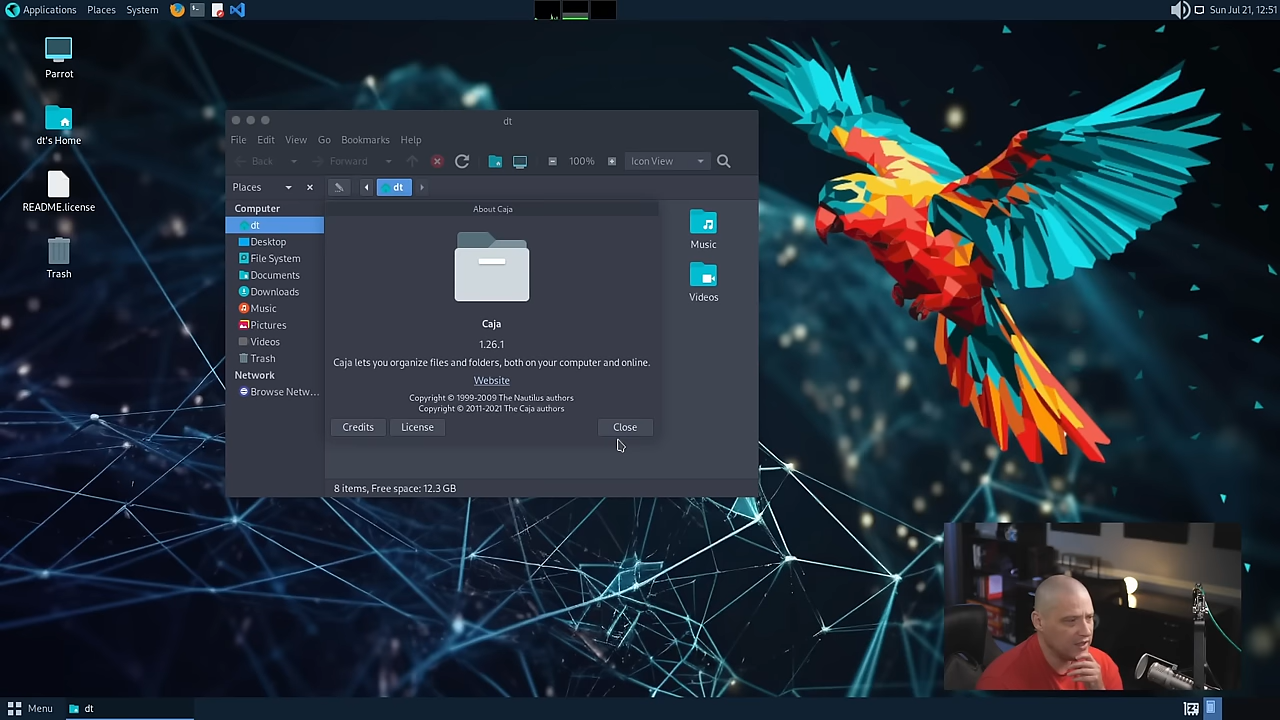 Applications Places System
Sun Jul 21, 12:51
Parrot
dt's Home
README.license
Trash
dt
File Edit View Go Bookmarks Help
Back Forward 100% Icon View
Places dt
Computer
dt
Desktop
File System
Documents
Downloads
Music
Pictures
Videos
Trash
Network
Browse Netw...
About Caja
Caja
1.26.1
Caja lets you organize files and folders, both on your computer and online.
Website
Copyright © 1999-2009 The Nautilus authors
Copyright © 2011-2021 The Caja authors
Credits License Close
Music
Videos
8 items, Free space: 12.3 GB
Menu dt